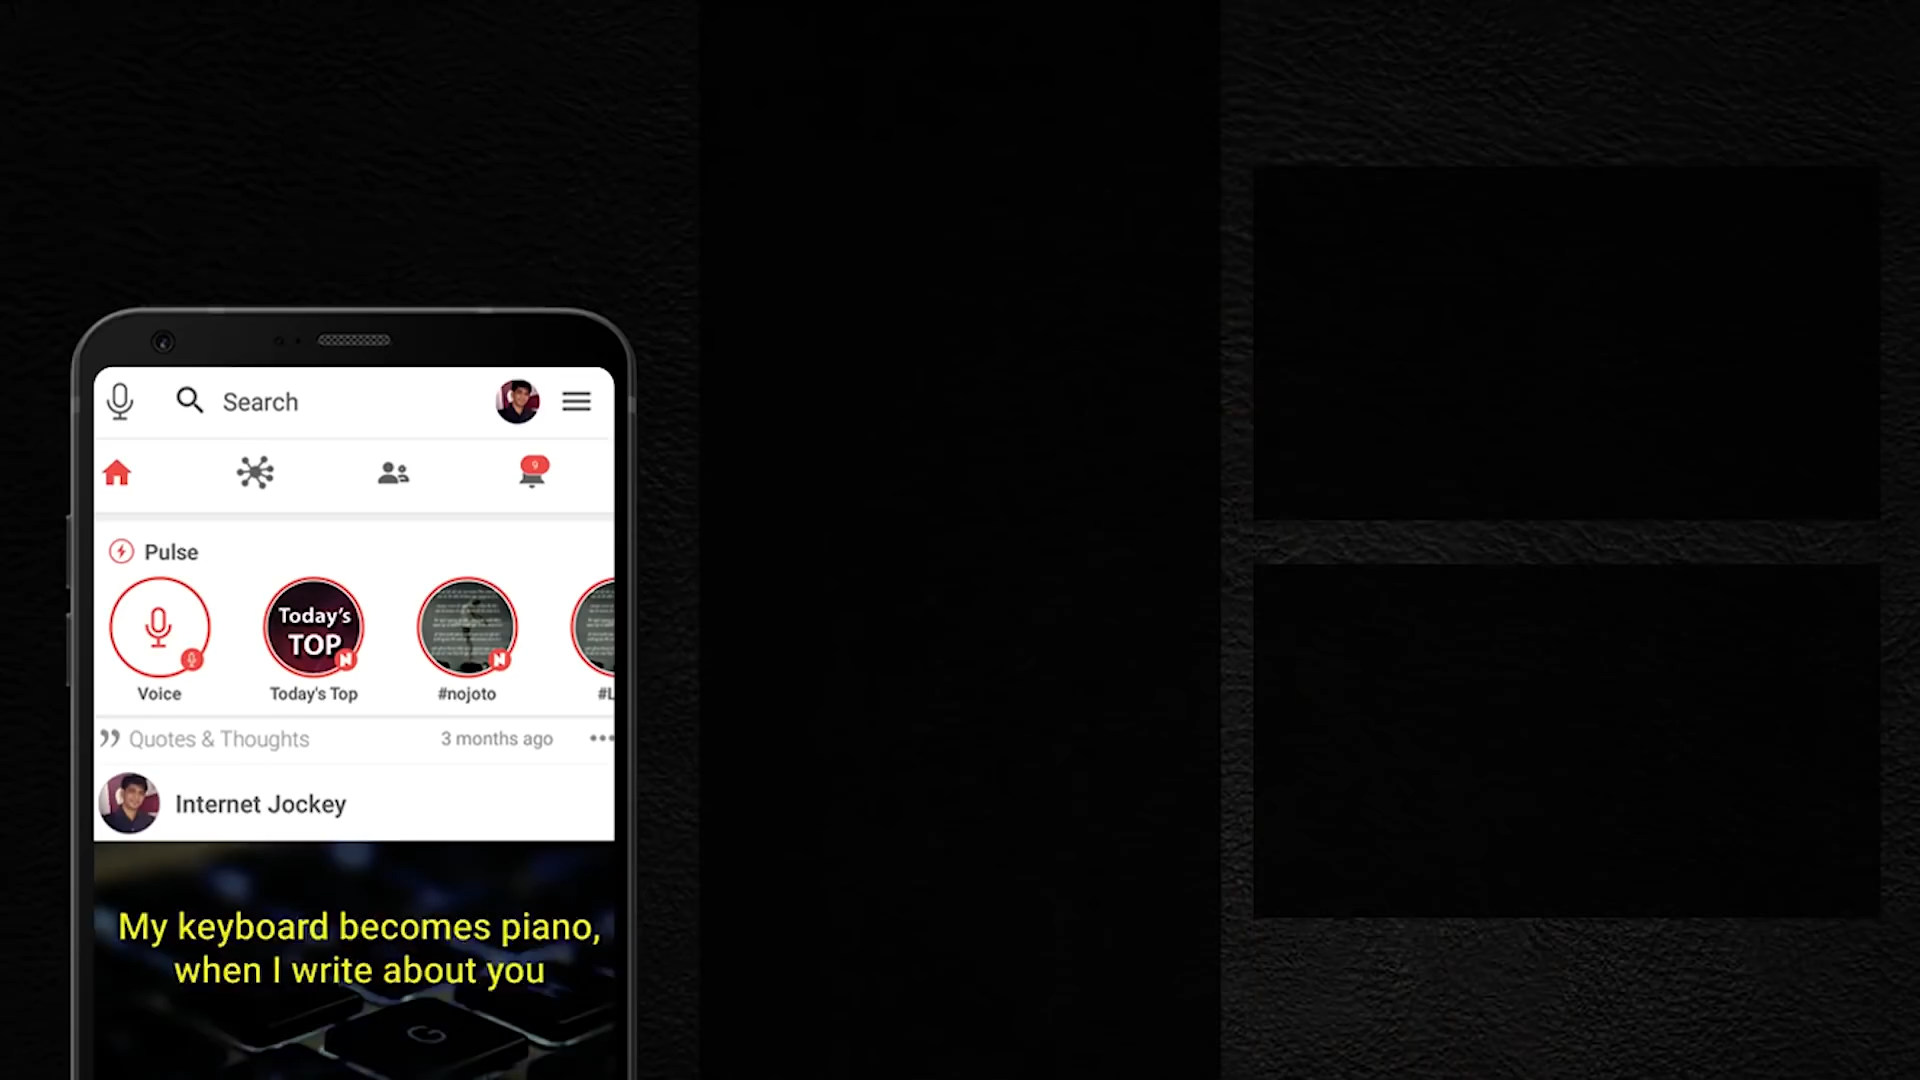 Search
9
Pulse
Today's
TOP
N
N
Voice
Today's Top
#nojoto
#L
Quotes & Thoughts
3 months ago
Internet Jockey
My keyboard becomes piano,
when I write about you
G